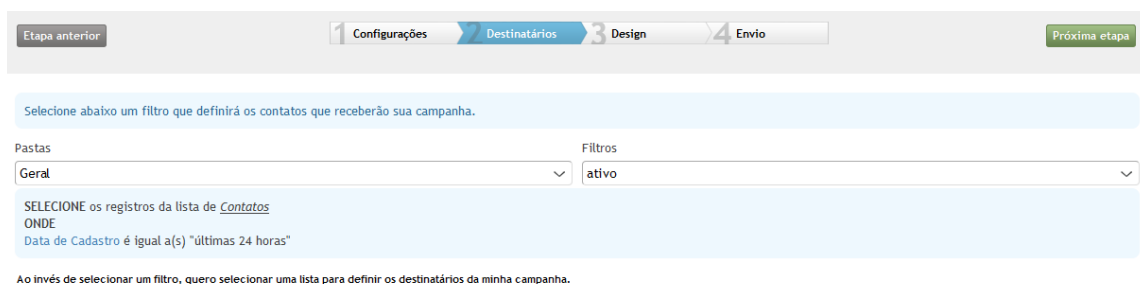 Etapa anterior
1 Configurações
2 Destinatários
3 Design
4 Envio
Próxima etapa
Selecione abaixo um filtro que definirá os contatos que receberão sua campanha.
Pastas
Filtros
Geral
ativo
SELECIONE os registros da lista de Contatos
ONDE
Data de Cadastro é igual a(s) "últimas 24 horas"
Ao invés de selecionar um filtro, quero selecionar uma lista para definir os destinatários da minha campanha.